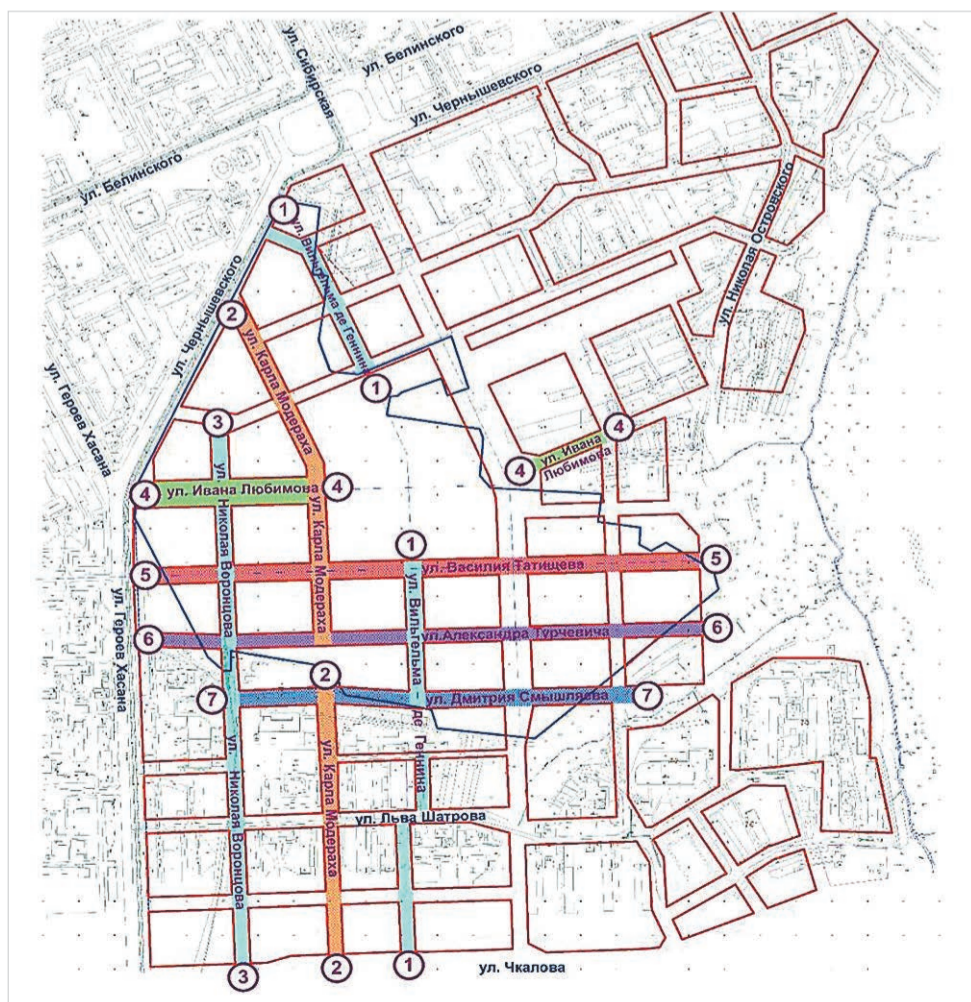 ул. Сибирская
ул. Белинского
ул. Чернышевского
ул. Белинского
1
ул. Вильгельма де Геннина
ул. Николая Островского
ул. Чернышевского
2
ул. Карла Модераха
1
ул. Героев Хасана
3
4
ул. Ивана
Любимова
4
4
ул. Ивана Любимова
4
ул. Николая Воронцова
ул. Карла Модераха
1
5
ул. Василия Татищева
5
ул. Вильгельма де Геннина
ул. Героев Хасана
6
ул. Александра Турчевича
6
2
7
ул. Дмитрия Смышляева
7
ул. Николая Воронцова
ул. Карла Модераха
ул. Льва Шатрова
3
2
1
ул. Чкалова